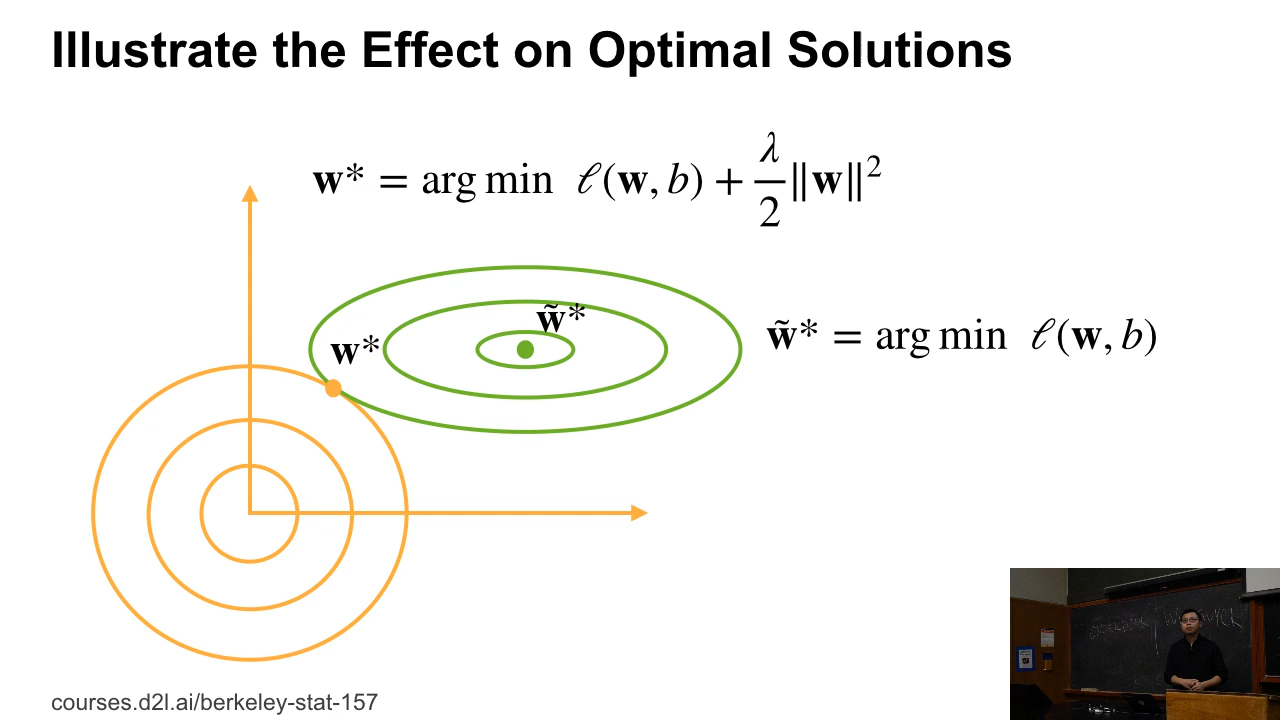 Illustrate the Effect on Optimal Solutions
w* = arg min ℓ(w, b) + λ/2 ‖w‖²
w̃*
w*
w̃* = arg min ℓ(w, b)
courses.d2l.ai/berkeley-stat-157